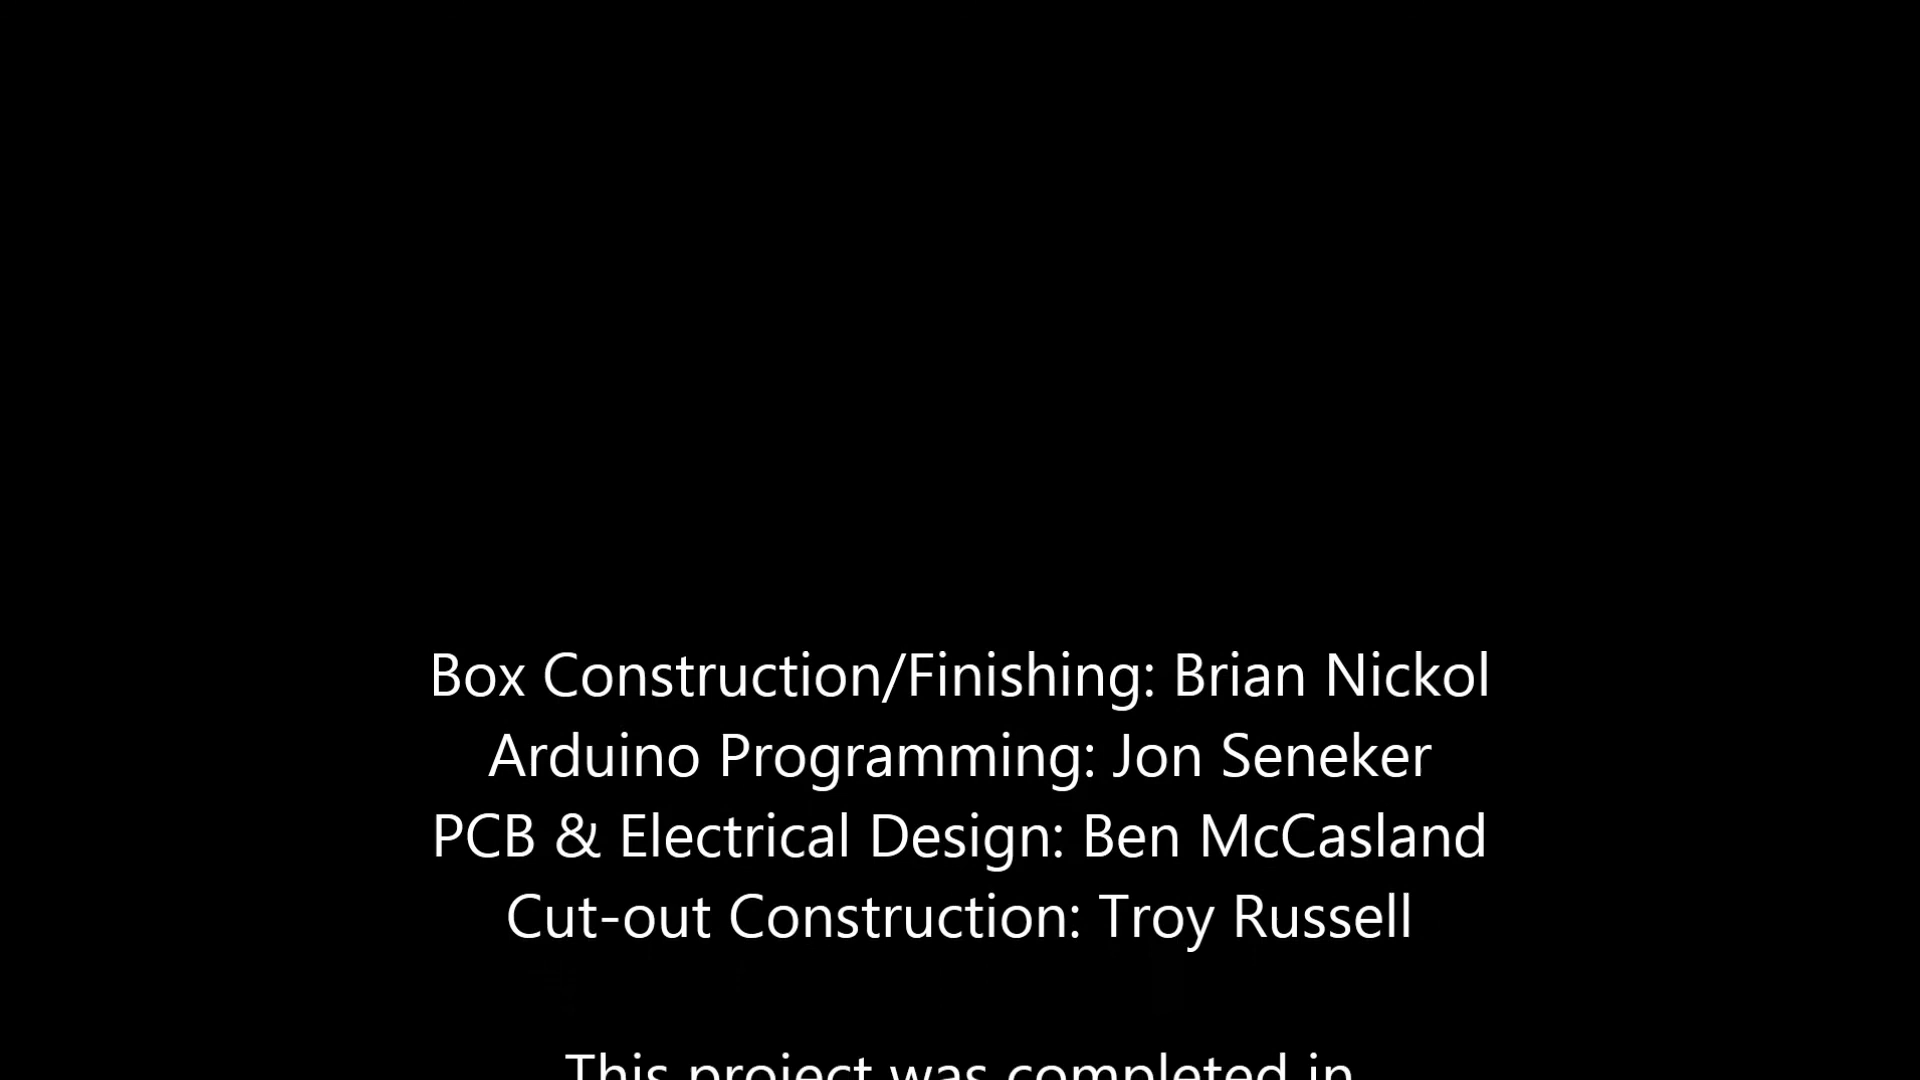 Box Construction/Finishing: Brian Nickol
Arduino Programming: Jon Seneker
PCB & Electrical Design: Ben McCasland
Cut-out Construction: Troy Russell
This project was completed in